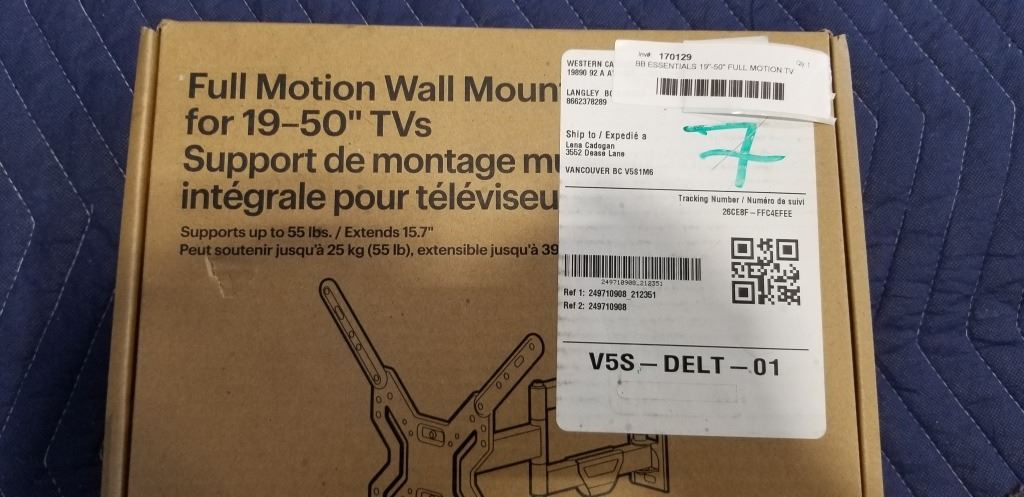 Full Motion Wall Moun
for 19–50" TVs
Support de montage mu
intégrale pour téléviseu
Supports up to 55 lbs. / Extends 15.7"
Peut soutenir jusqu'à 25 kg (55 lb), extensible jusqu'à 39
Inv#: 170129
BB ESSENTIALS 19"-50" FULL MOTION TV
Qty: 1
WESTERN CA
19890 92 A A
LANGLEY BC
8662378289
7
Ship to / Expedié a
Lena Cadogan
3552 Dease Lane
VANCOUVER BC V5S1M6
Tracking Number / Numéro de suivi
26CE8F-FFC4EFEE
249710908_212351
Ref 1: 249710908_212351
Ref 2: 249710908
V5S – DELT – 01